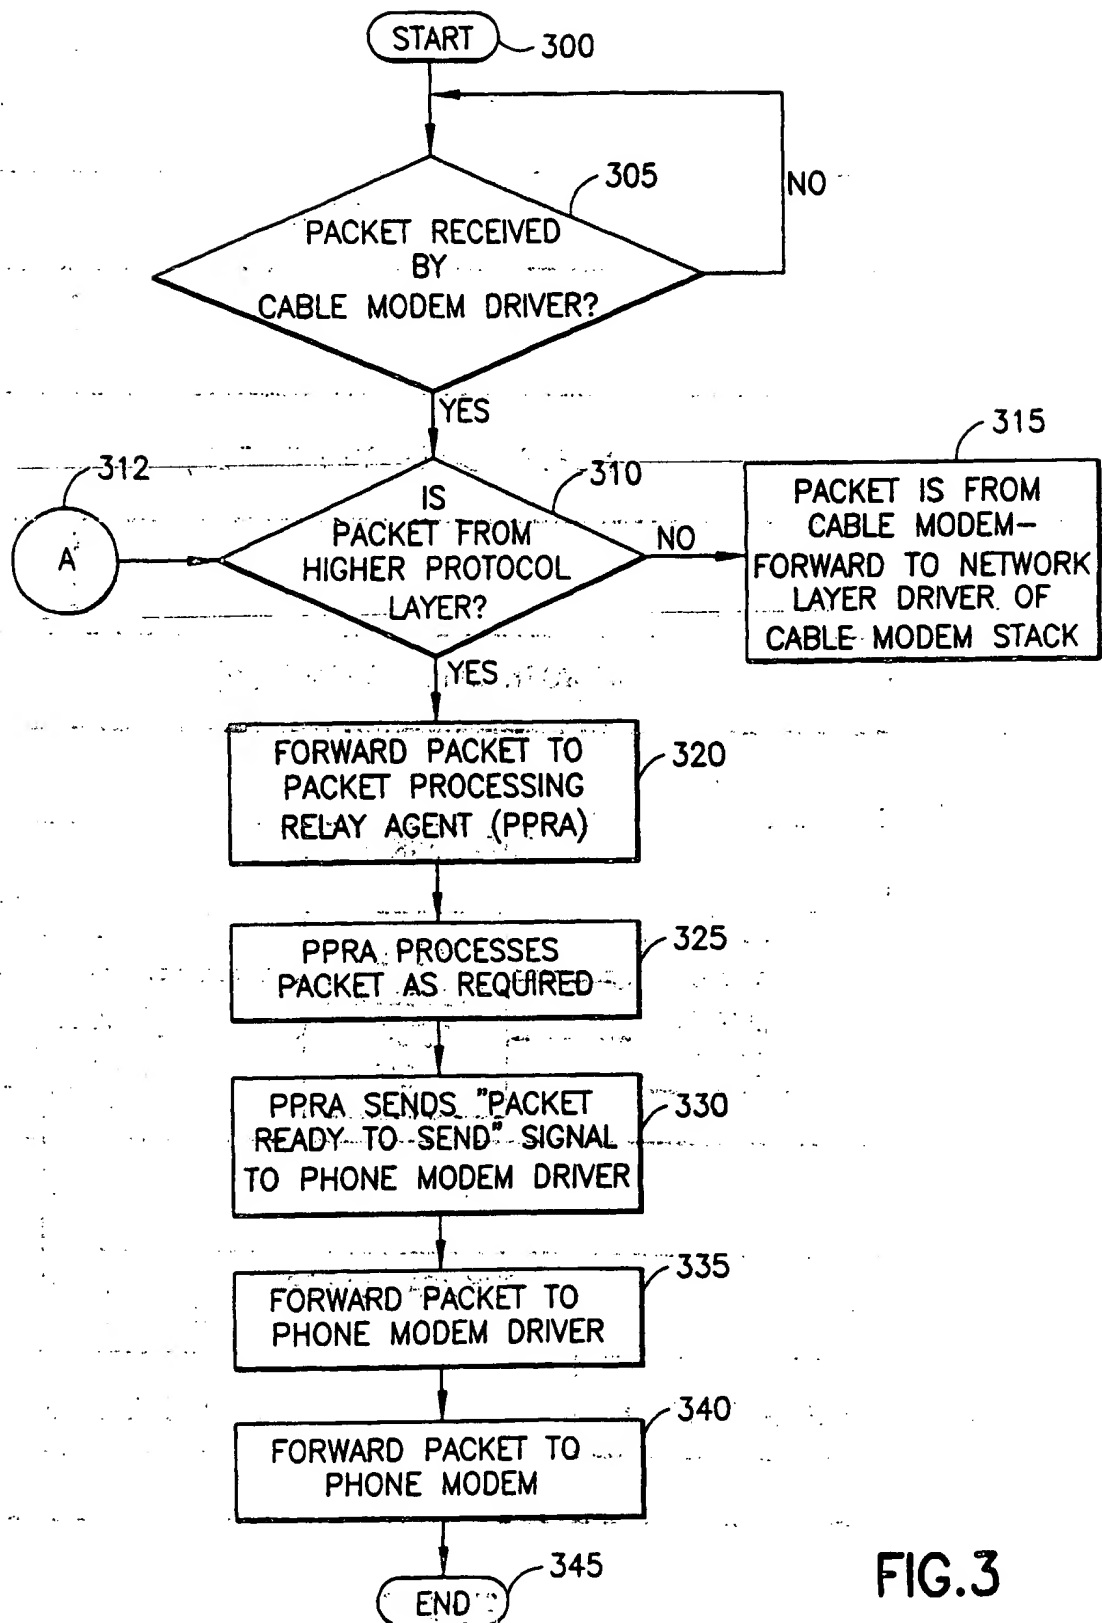 START
300
305
NO
PACKET RECEIVED
BY
CABLE MODEM DRIVER?
YES
312
A
310
IS
PACKET FROM
HIGHER PROTOCOL
LAYER?
NO
315
PACKET IS FROM
CABLE MODEM-
FORWARD TO NETWORK
LAYER DRIVER OF
CABLE MODEM STACK
YES
FORWARD PACKET TO
PACKET PROCESSING
RELAY AGENT (PPRA)
320
PPRA PROCESSES
PACKET AS REQUIRED
325
PPRA SENDS "PACKET
READY TO SEND" SIGNAL
TO PHONE MODEM DRIVER
330
FORWARD PACKET TO
PHONE MODEM DRIVER
335
FORWARD PACKET TO
PHONE MODEM
340
END
345
FIG.3